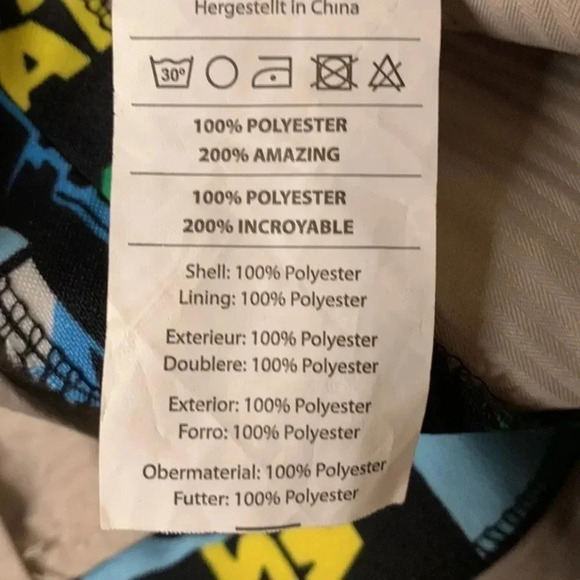 Hergestellt in China
30°
100% POLYESTER
200% AMAZING
100% POLYESTER
200% INCROYABLE
Shell: 100% Polyester
Lining: 100% Polyester
Exterieur: 100% Polyester
Doublere: 100% Polyester
Exterior: 100% Polyester
Forro: 100% Polyester
Obermaterial: 100% Polyester
Futter: 100% Polyester